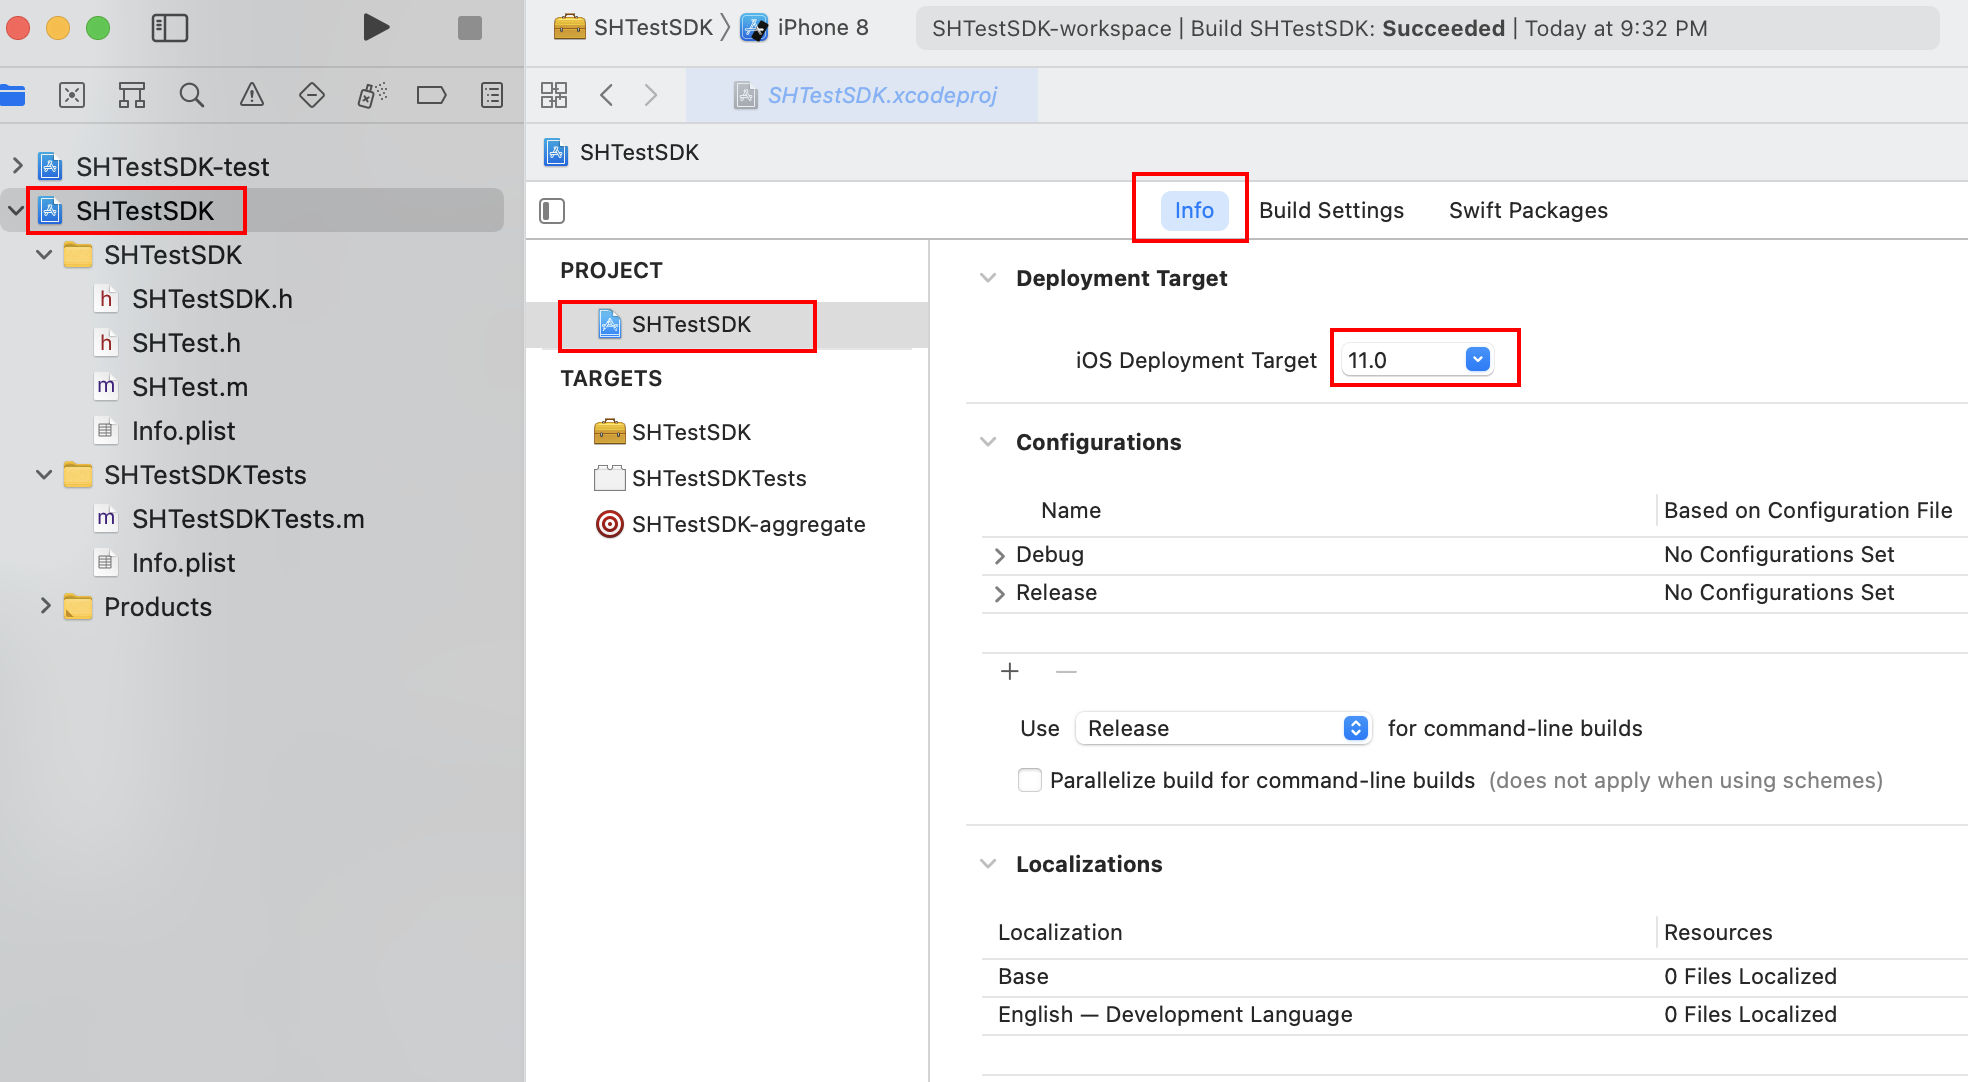 SHTestSDK
iPhone 8
SHTestSDK-workspace | Build SHTestSDK: Succeeded | Today at 9:32 PM
SHTestSDK.xcodeproj
SHTestSDK-test
SHTestSDK
SHTestSDK
SHTestSDK.h
h
SHTest.h
h
SHTest.m
m
Info.plist
SHTestSDKTests
SHTestSDKTests.m
m
Info.plist
Products
SHTestSDK
Info
Build Settings
Swift Packages
PROJECT
SHTestSDK
TARGETS
SHTestSDK
SHTestSDKTests
SHTestSDK-aggregate
Deployment Target
iOS Deployment Target 11.0
Configurations
Name
Based on Configuration File
Debug
No Configurations Set
Release
No Configurations Set
Use Release for command-line builds
Parallelize build for command-line builds (does not apply when using schemes)
Localizations
Localization
Resources
Base
0 Files Localized
English — Development Language
0 Files Localized